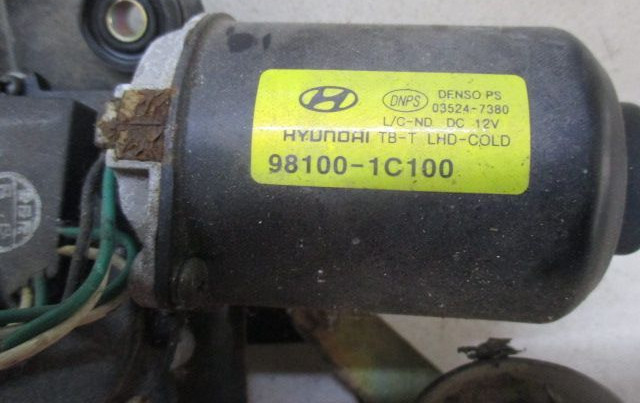 DNPS DENSO PS
03524-7380
L/C-ND DC 12V
HYUNDAI TB-T LHD-COLD
98100-1C100